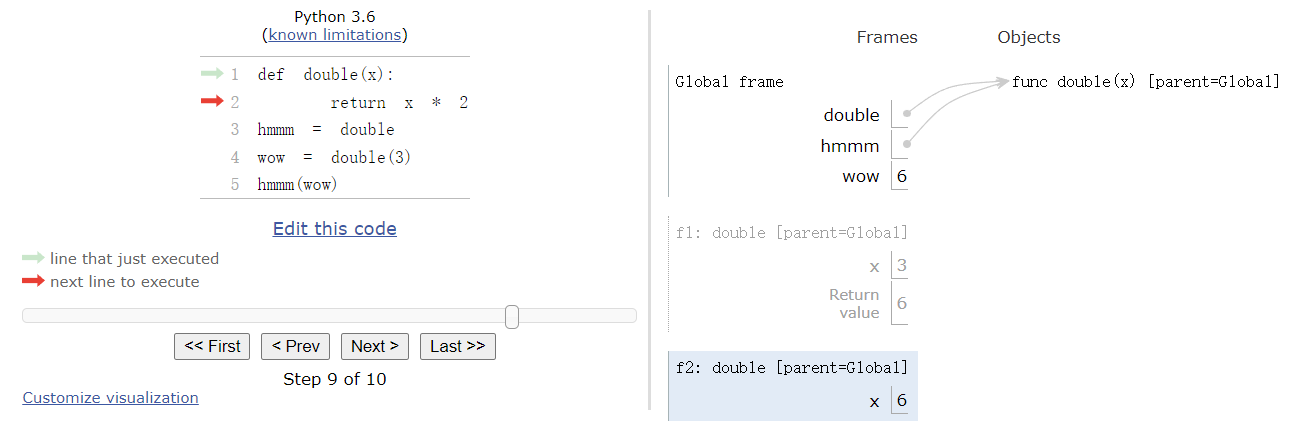 Python 3.6
(known limitations)
1 def double(x):
2 return x * 2
3 hmmm = double
4 wow = double(3)
5 hmmm(wow)
Edit this code
line that just executed
next line to execute
<< First < Prev Next > Last >>
Step 9 of 10
Customize visualization
Frames Objects
Global frame func double(x) [parent=Global]
double
hmmm
wow 6
f1: double [parent=Global]
x 3
Return
value 6
f2: double [parent=Global]
x 6